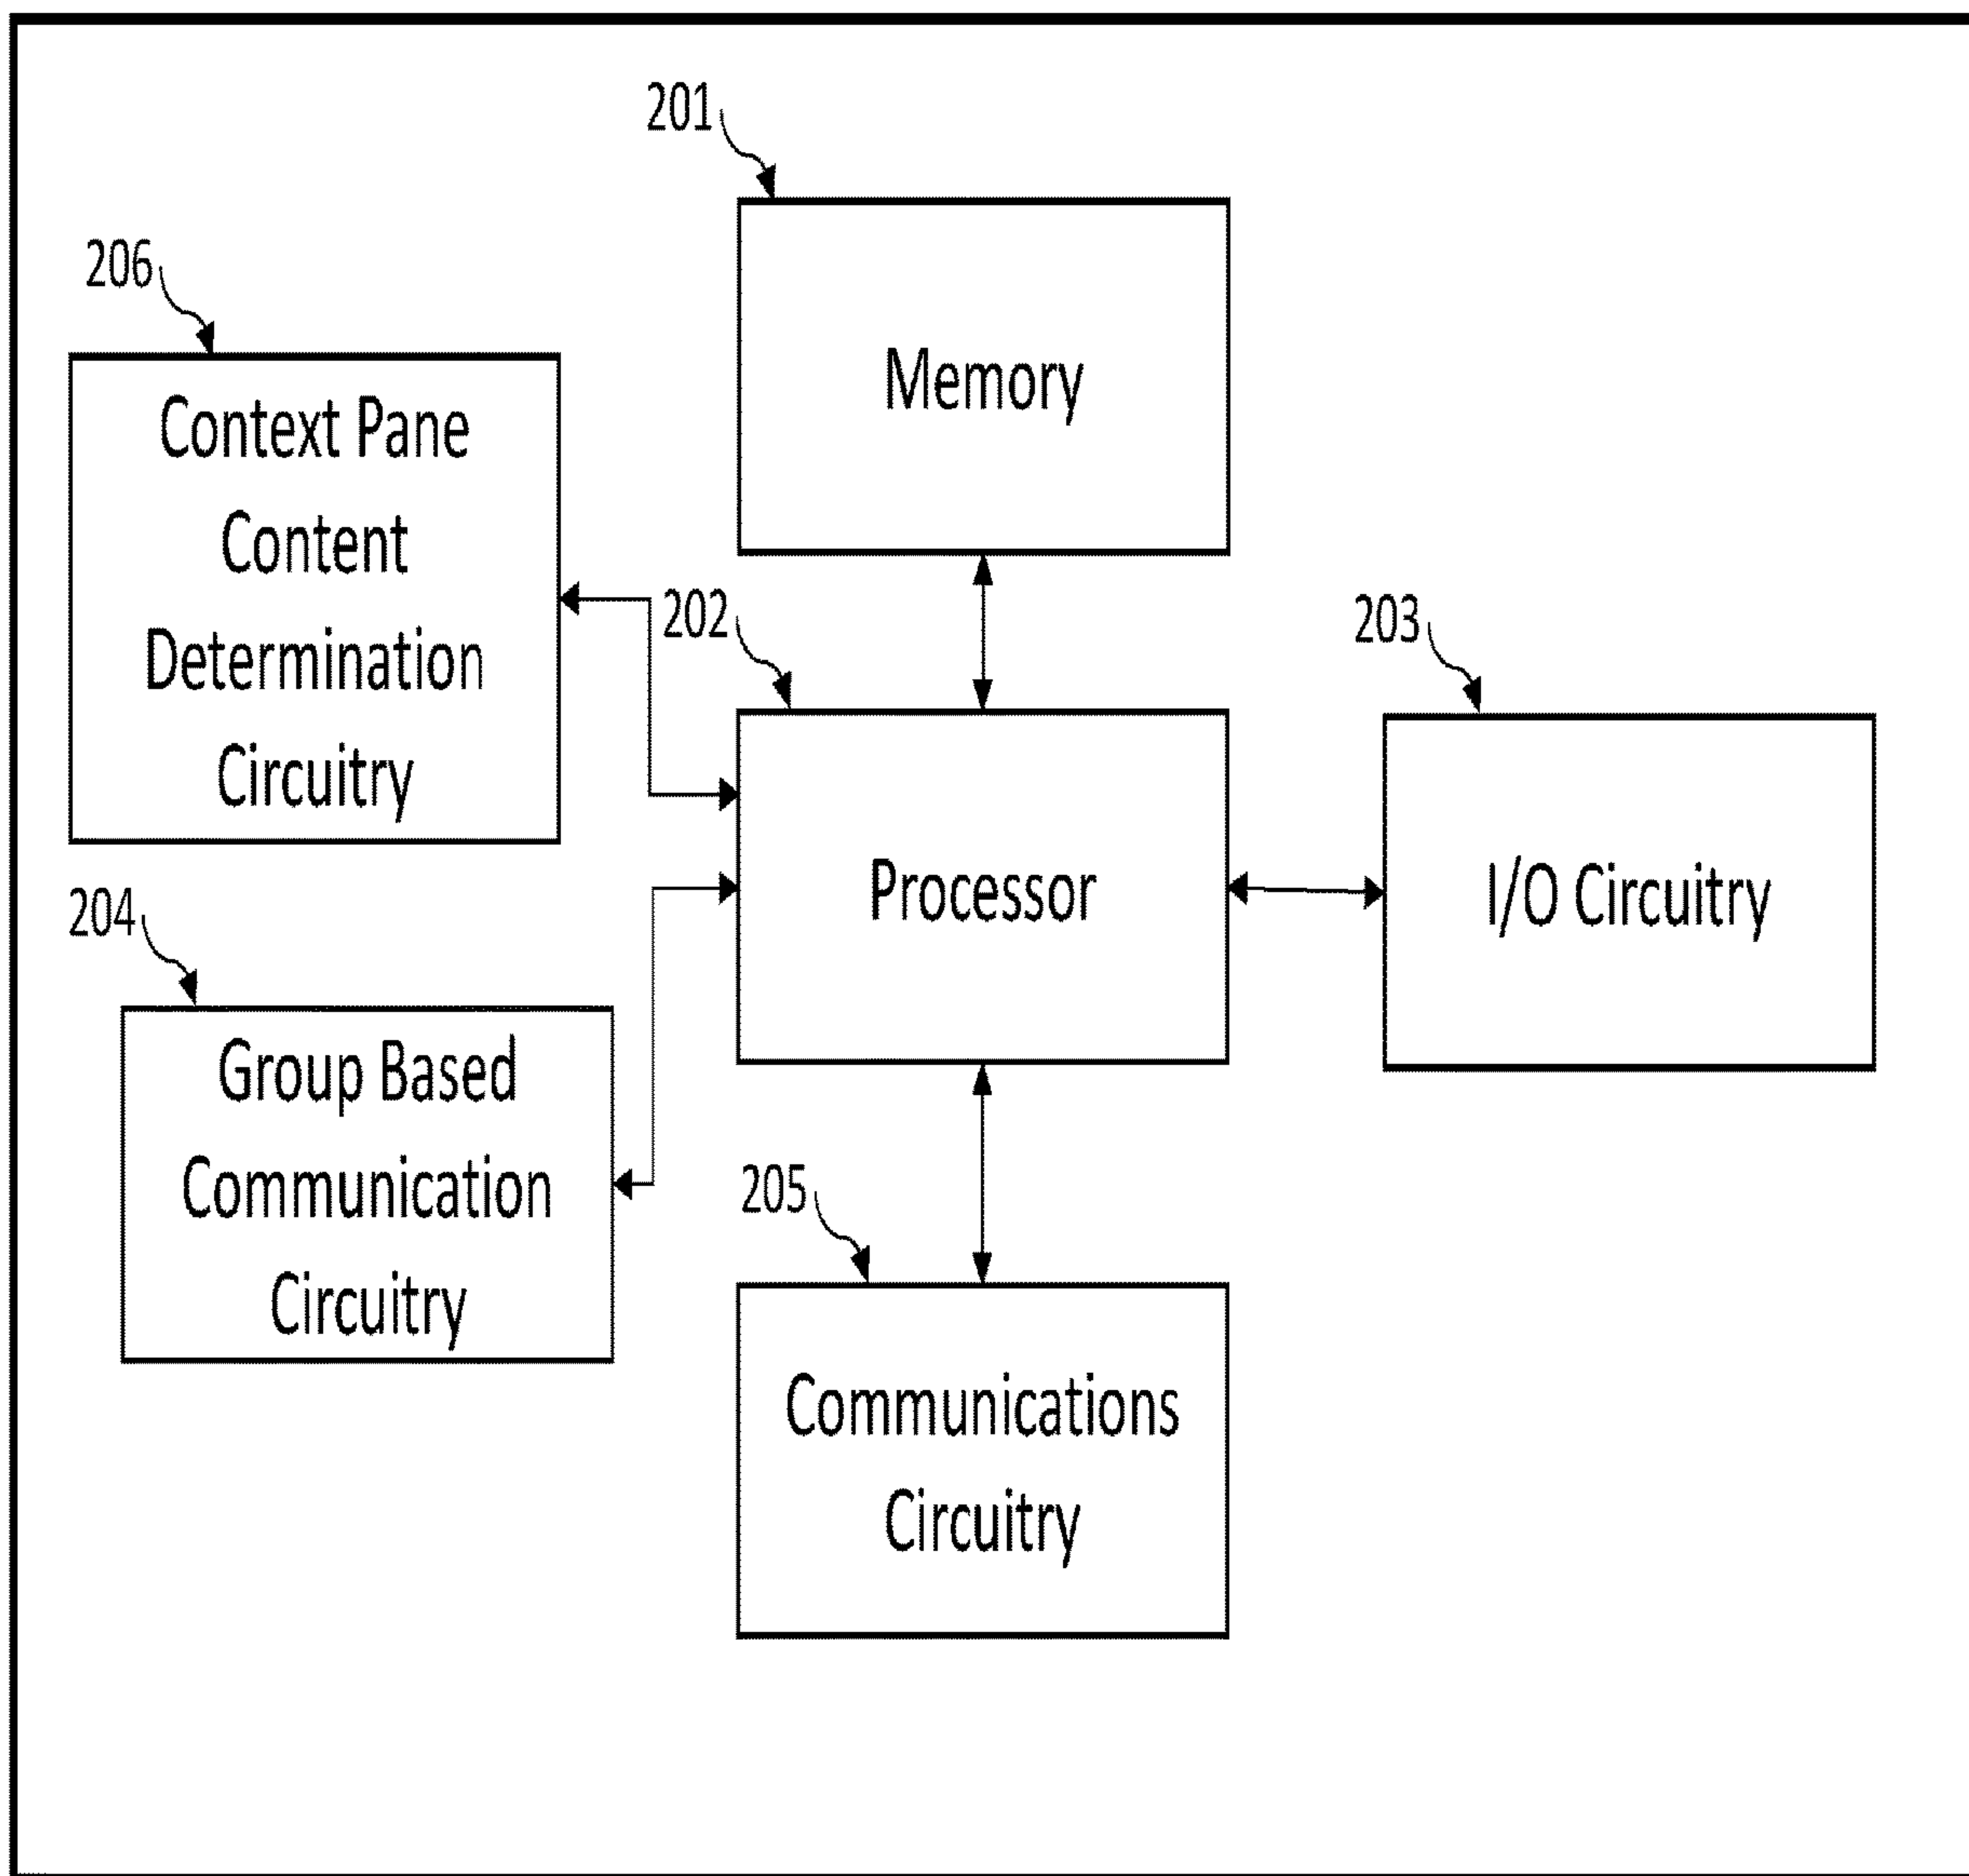 201
Memory
206
Context Pane
Content
Determination
Circuitry
202
Processor
203
I/O Circuitry
204
Group Based
Communication
Circuitry
205
Communications
Circuitry